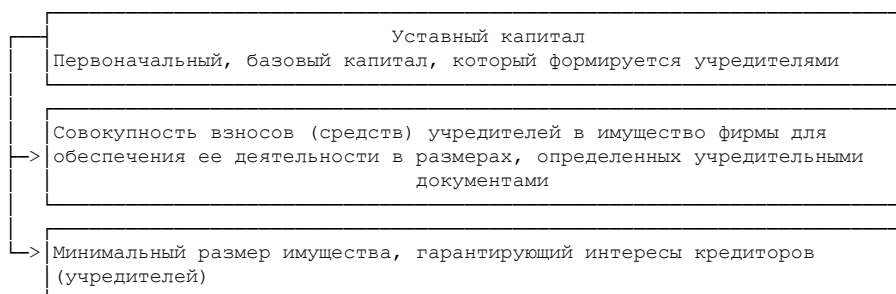 Уставный капитал
Первоначальный, базовый капитал, который формируется учредителями
Совокупность взносов (средств) учредителей в имущество фирмы для
обеспечения ее деятельности в размерах, определенных учредительными
документами
Минимальный размер имущества, гарантирующий интересы кредиторов
(учредителей)